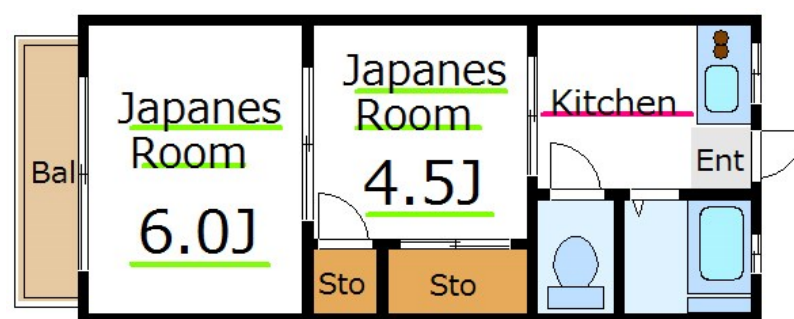 Bal
Japanes
Room
6.0J
Japanes
Room
4.5J
Kitchen
Ent
Sto
Sto